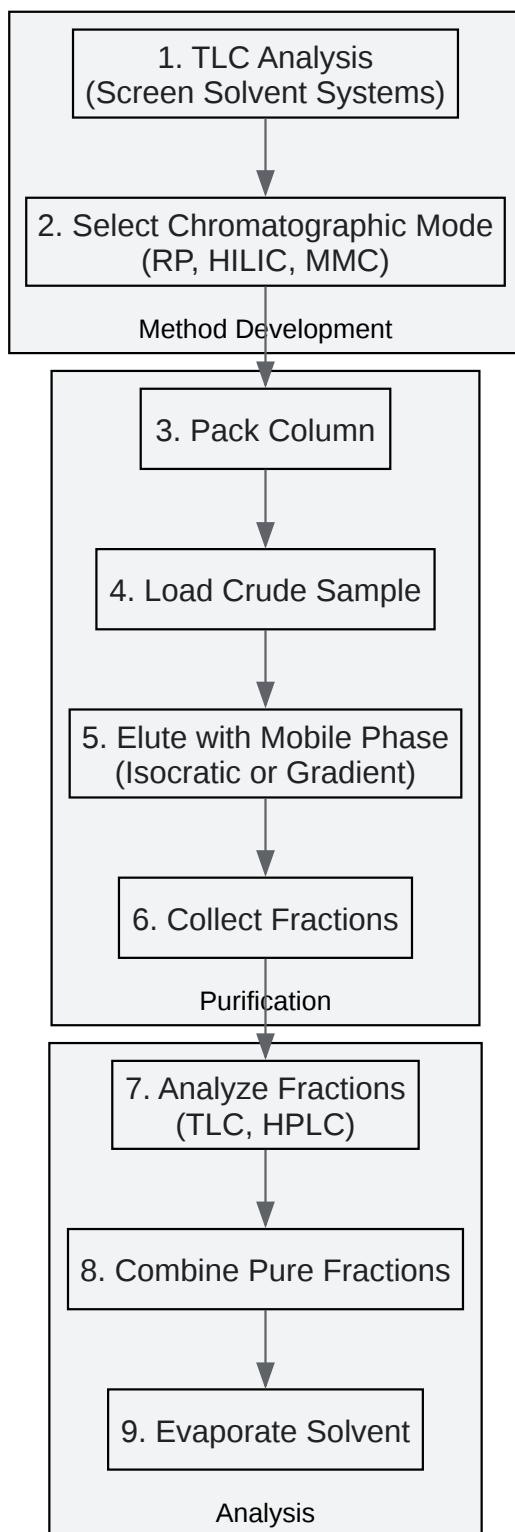 1. TLC Analysis
(Screen Solvent Systems)
2. Select Chromatographic Mode
(RP, HILIC, MMC)
Method Development
3. Pack Column
4. Load Crude Sample
5. Elute with Mobile Phase
(Isocratic or Gradient)
6. Collect Fractions
Purification
7. Analyze Fractions
(TLC, HPLC)
8. Combine Pure Fractions
9. Evaporate Solvent
Analysis